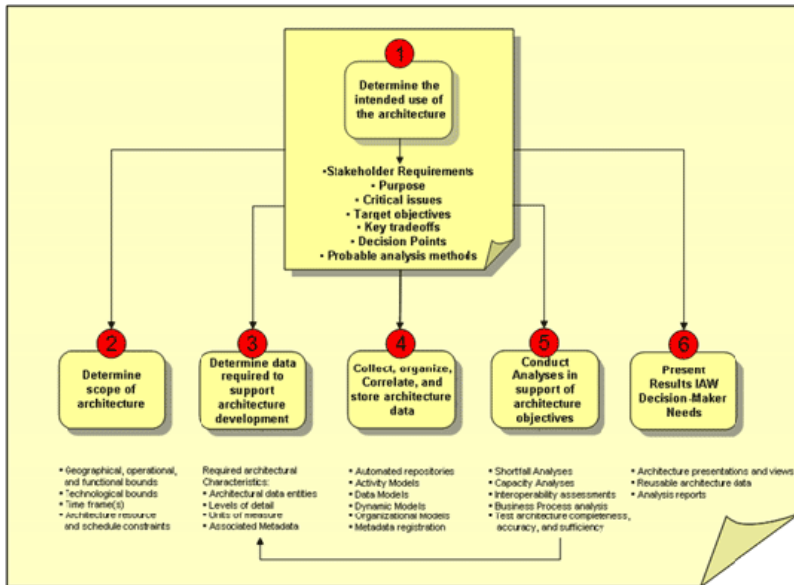 1
Determine the
intended use of
the architecture
•Stakeholder Requirements
• Purpose
• Critical issues
• Target objectives
• Key tradeoffs
• Decision Points
• Probable analysis methods
2
Determine
scope of
architecture
• Geographical, operational,
and functional bounds
• Technological bounds
• Time frame(s)
• Architecture resource
and schedule constraints
3
Determine data
required to
support
architecture
development
Required architectural
Characteristics:
• Architectural data entities
• Levels of detail
• Units of measure
• Associated Metadata
4
Collect, organize,
Correlate, and
store architecture
data
• Automated repositories
• Activity Models
• Data Models
• Dynamic Models
• Organizational Models
• Metadata registration
5
Conduct
Analyses in
support of
architecture
objectives
• Shortfall Analyses
• Capacity Analyses
• Interoperability assessments
• Business Process analysis
• Test architecture completeness,
accuracy, and sufficiency
6
Present
Results IAW
Decision-Maker
Needs
• Architecture presentations and views
• Reusable architecture data
• Analysis reports